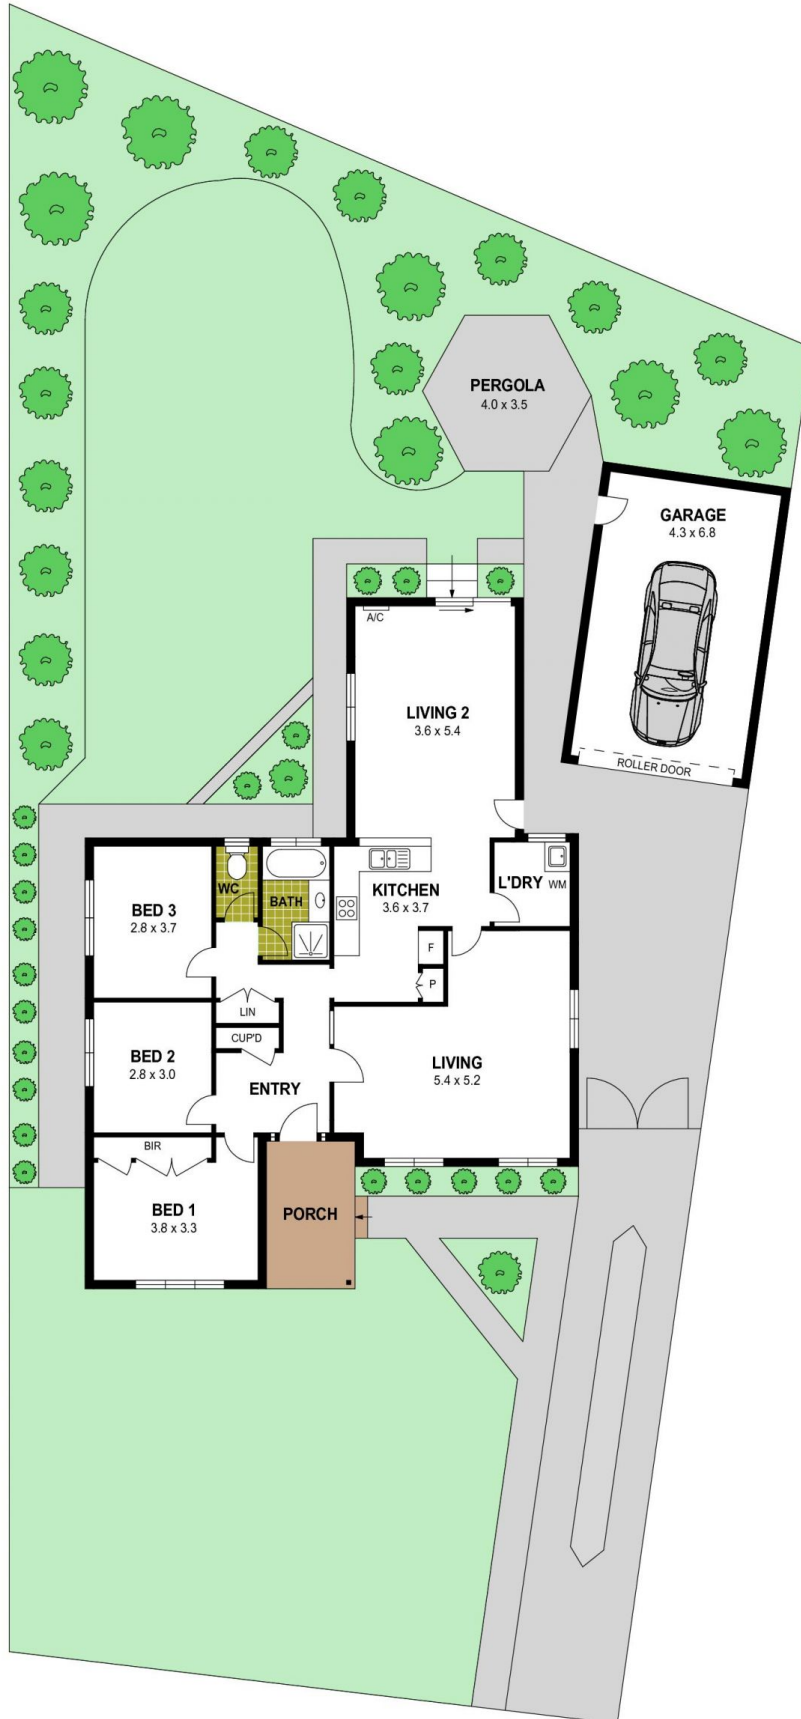 PERGOLA
4.0 x 3.5
GARAGE
4.3 x 6.8
A/C
LIVING 2
3.6 x 5.4
ROLLER DOOR
WC
BATH
KITCHEN
3.6 x 3.7
L'DRY
WM
BED 3
2.8 x 3.7
F
P
LIN
CUP'D
BED 2
2.8 x 3.0
ENTRY
LIVING
5.4 x 5.2
BIR
BED 1
3.8 x 3.3
PORCH